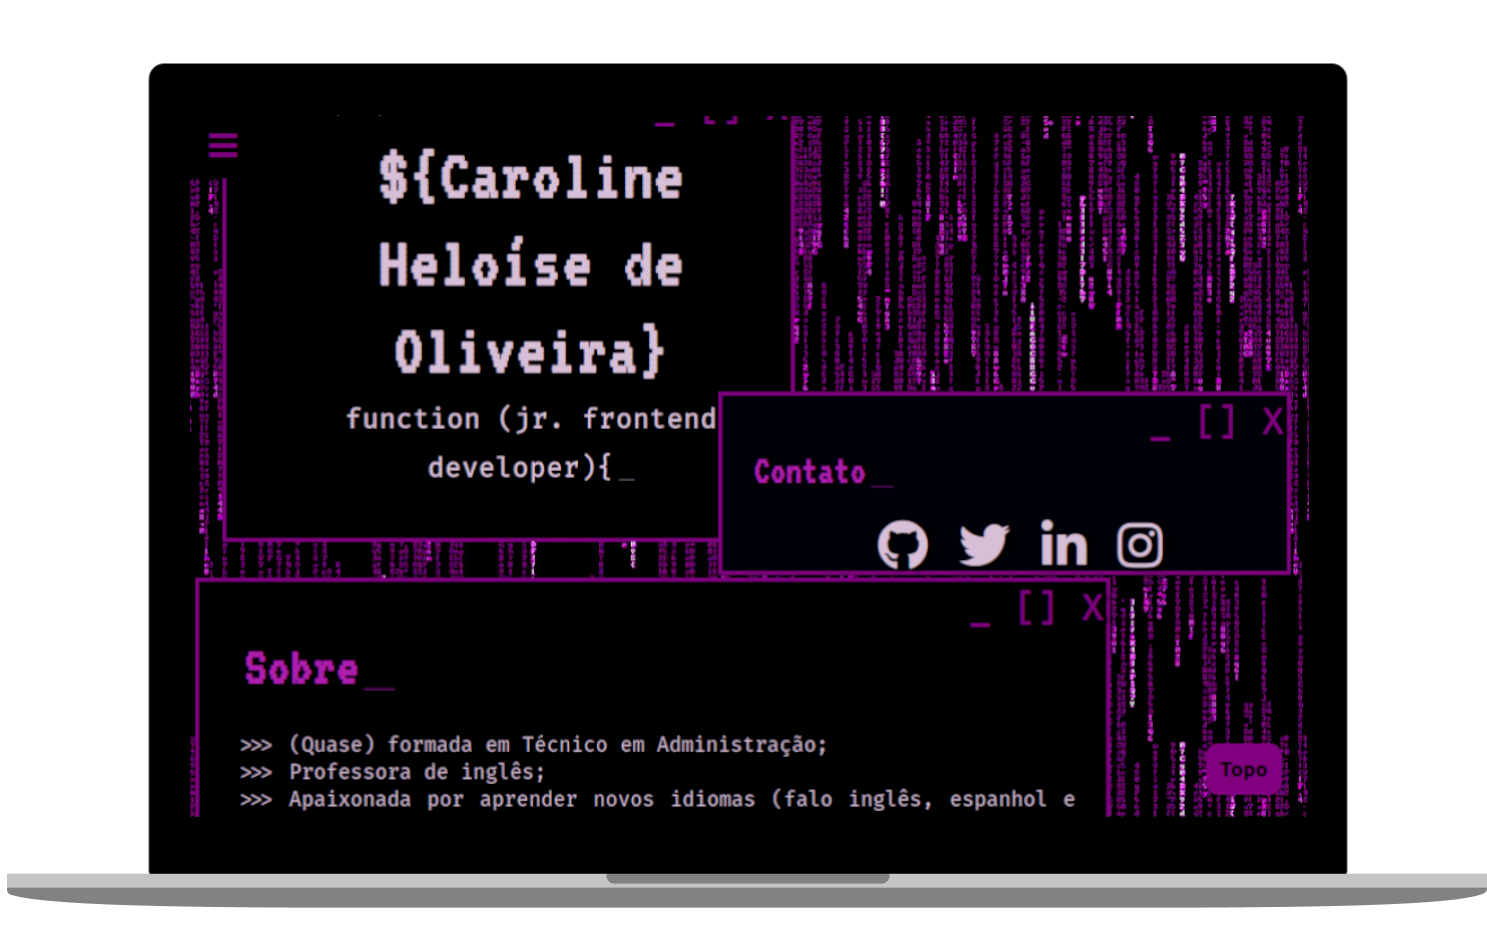 _ [] X
${Caroline
Heloíse de
Oliveira}
function (jr. frontend
developer){_
_ [] X
Contato_
in
_ [] X
Sobre_
>>> (Quase) formada em Técnico em Administração;
>>> Professora de inglês;
>>> Apaixonada por aprender novos idiomas (falo inglês, espanhol e
Topo